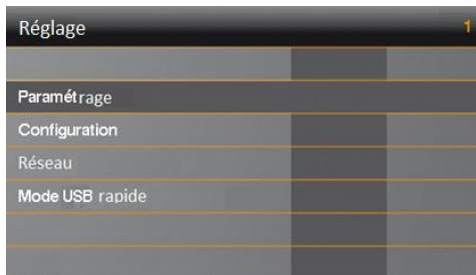 Réglage 1
Paramétrage
Configuration
Réseau
Mode USB rapide